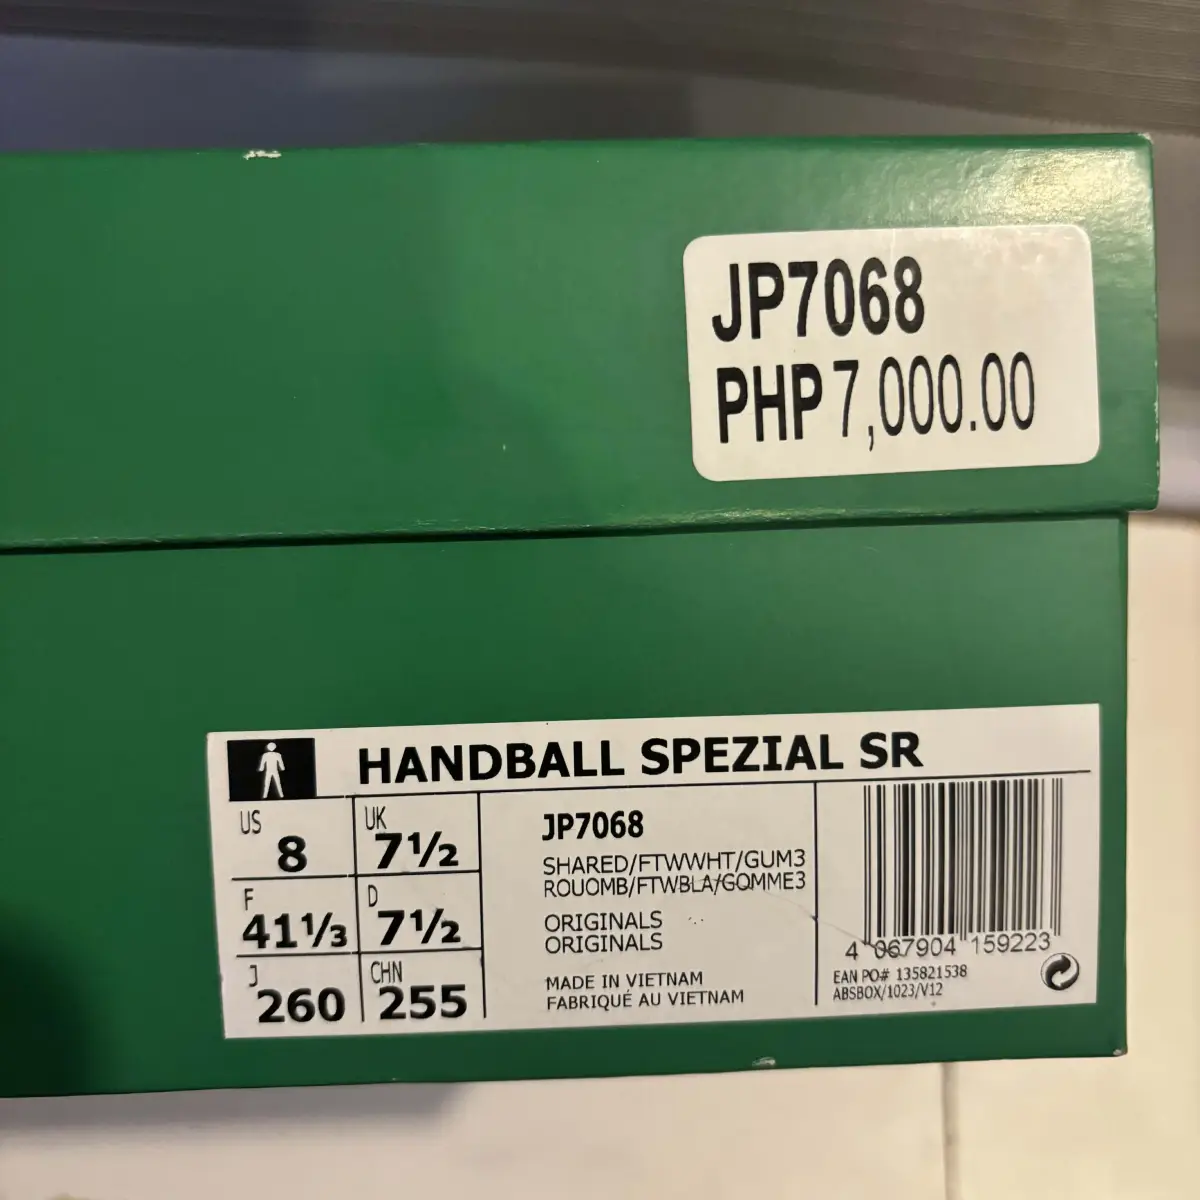 JP7068
PHP 7,000.00
HANDBALL SPEZIAL SR
US 8
UK 7½
F 41⅓
D 7½
J 260
CHN 255
JP7068
SHARED/FTWWHT/GUM3
ROUOMB/FTWBLA/GOMME3
ORIGINALS
ORIGINALS
MADE IN VIETNAM
FABRIQUÉ AU VIETNAM
4 067904 159223
EAN PO# 135821538
ABSBOX/1023/V12